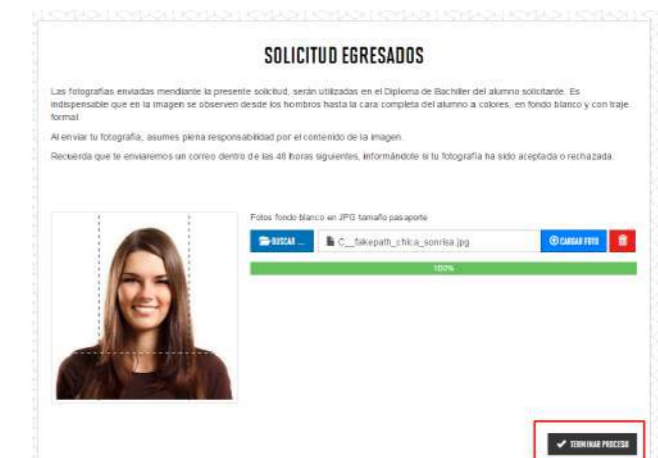 SOLICITUD EGRESADOS
Las fotografías enviadas mendiante la presente solicitud, serán utilizadas en el Diploma de Bachiller del alumno solicitante. Es
indispensable que en la imagen se observen desde los hombros hasta la cara completa del alumno a colores, en fondo blanco y con traje
formal.
Al enviar tu fotografía, asumes plena responsabilidad por el contenido de la imagen.
Recuerda que te enviaremos un correo dentro de las 48 horas siguientes, informándote si tu fotografía ha sido aceptada o rechazada.
Fotos fondo blanco en JPG tamaño pasaporte
BUSCAR ... C__fakepath_chica_sonrisa.jpg CARGAR FOTO
100%
TERMINAR PROCESO